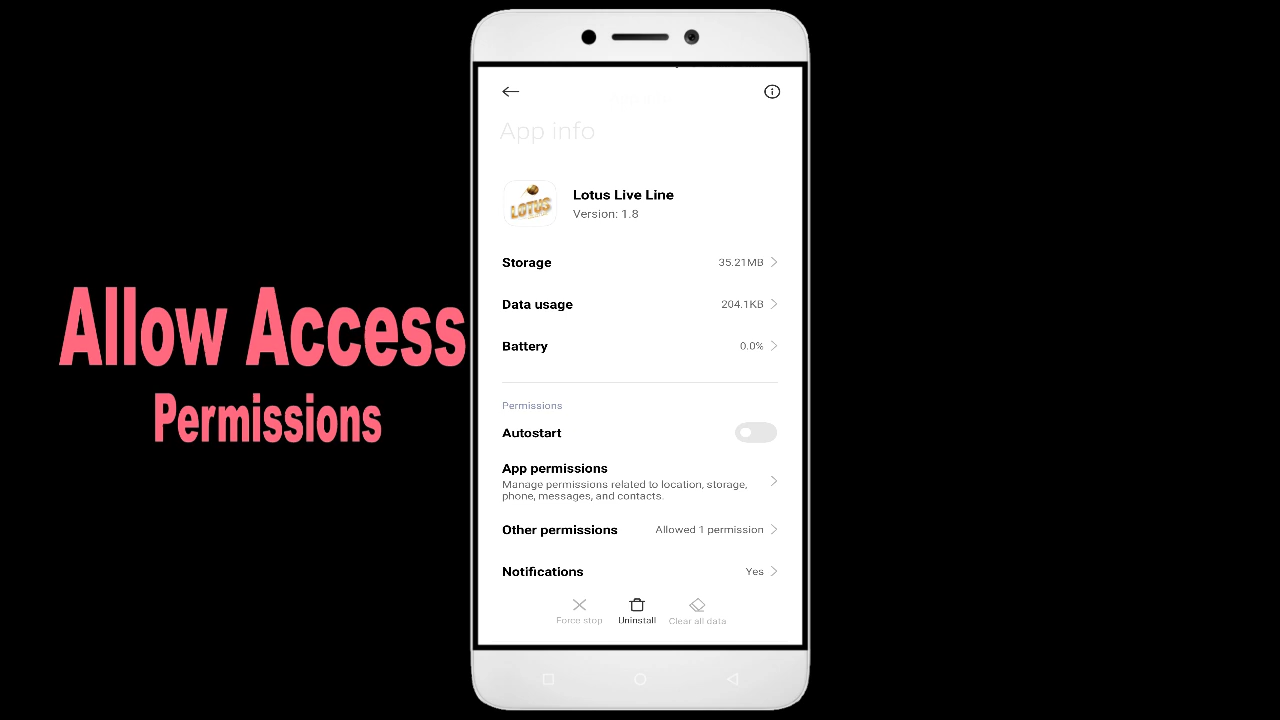 App info
LOTUS
Lotus Live Line
Version: 1.8
Storage 35.21MB
Data usage 204.1KB
Battery 0.0%
Allow Access
Permissions
Permissions
Autostart
App permissions
Manage permissions related to location, storage,
phone, messages, and contacts.
Other permissions Allowed 1 permission
Notifications Yes
Force stop Uninstall Clear all data